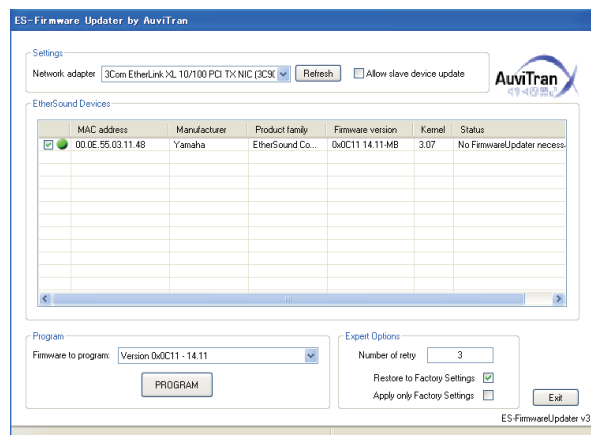 ES-Firmware Updater by AuviTran
Settings
Network adapter 3Com EtherLink XL 10/100 PCI TX NIC (3C9( Refresh Allow slave device update
AuviTran
EtherSound Devices
MAC address Manufacturer Product family Firmware version Kernel Status
00.0E.55.03.11.48 Yamaha EtherSound Co... 0x0C11 14.11-MB 3.07 No FirmwareUpdater necess
Program
Firmware to program: Version 0x0C11 - 14.11
PROGRAM
Expert Options
Number of retry 3
Restore to Factory Settings
Apply only Factory Settings
Exit
ES-FirmwareUpdater v3